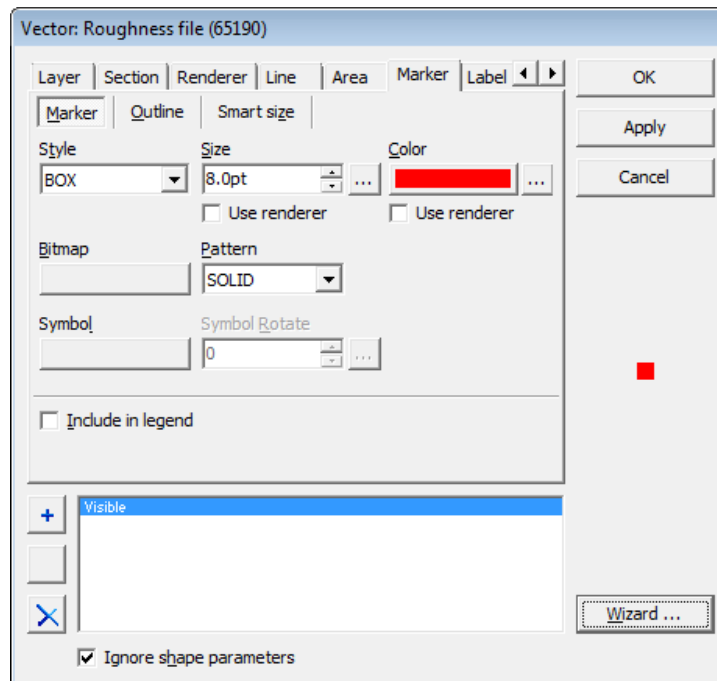 Vector: Roughness file (65190)
Layer Section Renderer Line Area Marker Label
OK
Marker Outline Smart size
Apply
Style Size Color
BOX 8.0pt ... ...
Cancel
Use renderer Use renderer
Bitmap Pattern
SOLID
Symbol Symbol Rotate
0 ...
Include in legend
Visible
+
Wizard ...
Ignore shape parameters